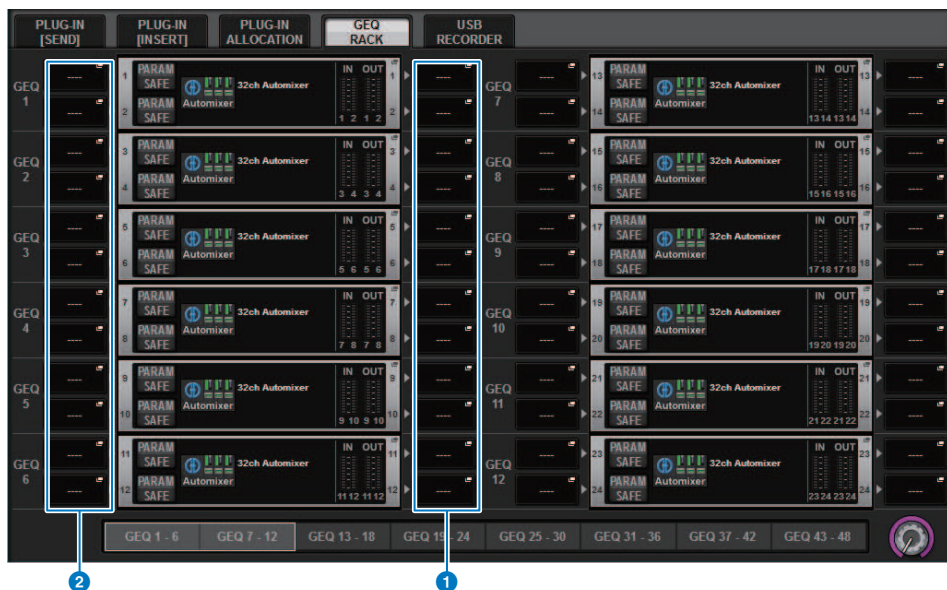 PLUG-IN [SEND]
PLUG-IN [INSERT]
PLUG-IN ALLOCATION
GEQ RACK
USB RECORDER
GEQ 1
----
----
1 PARAM SAFE
2 PARAM SAFE
Automixer
32ch Automixer
IN OUT
1 2 1 2
1
2
----
----
GEQ 7
----
----
13 PARAM SAFE
14 PARAM SAFE
Automixer
32ch Automixer
IN OUT
13 14 13 14
13
14
----
----
GEQ 2
----
----
3 PARAM SAFE
4 PARAM SAFE
Automixer
32ch Automixer
IN OUT
3 4 3 4
3
4
----
----
GEQ 8
----
----
15 PARAM SAFE
16 PARAM SAFE
Automixer
32ch Automixer
IN OUT
15 16 15 16
15
16
----
----
GEQ 3
----
----
5 PARAM SAFE
6 PARAM SAFE
Automixer
32ch Automixer
IN OUT
5 6 5 6
5
6
----
----
GEQ 9
----
----
17 PARAM SAFE
18 PARAM SAFE
Automixer
32ch Automixer
IN OUT
17 18 17 18
17
18
----
----
GEQ 4
----
----
7 PARAM SAFE
8 PARAM SAFE
Automixer
32ch Automixer
IN OUT
7 8 7 8
7
8
----
----
GEQ 10
----
----
19 PARAM SAFE
20 PARAM SAFE
Automixer
32ch Automixer
IN OUT
19 20 19 20
19
20
----
----
GEQ 5
----
----
9 PARAM SAFE
10 PARAM SAFE
Automixer
32ch Automixer
IN OUT
9 10 9 10
9
10
----
----
GEQ 11
----
----
21 PARAM SAFE
22 PARAM SAFE
Automixer
32ch Automixer
IN OUT
21 22 21 22
21
22
----
----
GEQ 6
----
----
11 PARAM SAFE
12 PARAM SAFE
Automixer
32ch Automixer
IN OUT
11 12 11 12
11
12
----
----
GEQ 12
----
----
23 PARAM SAFE
24 PARAM SAFE
Automixer
32ch Automixer
IN OUT
23 24 23 24
23
24
----
----
GEQ 1 - 6
GEQ 7 - 12
GEQ 13 - 18
GEQ 19 - 24
GEQ 25 - 30
GEQ 31 - 36
GEQ 37 - 42
GEQ 43 - 48
2
1